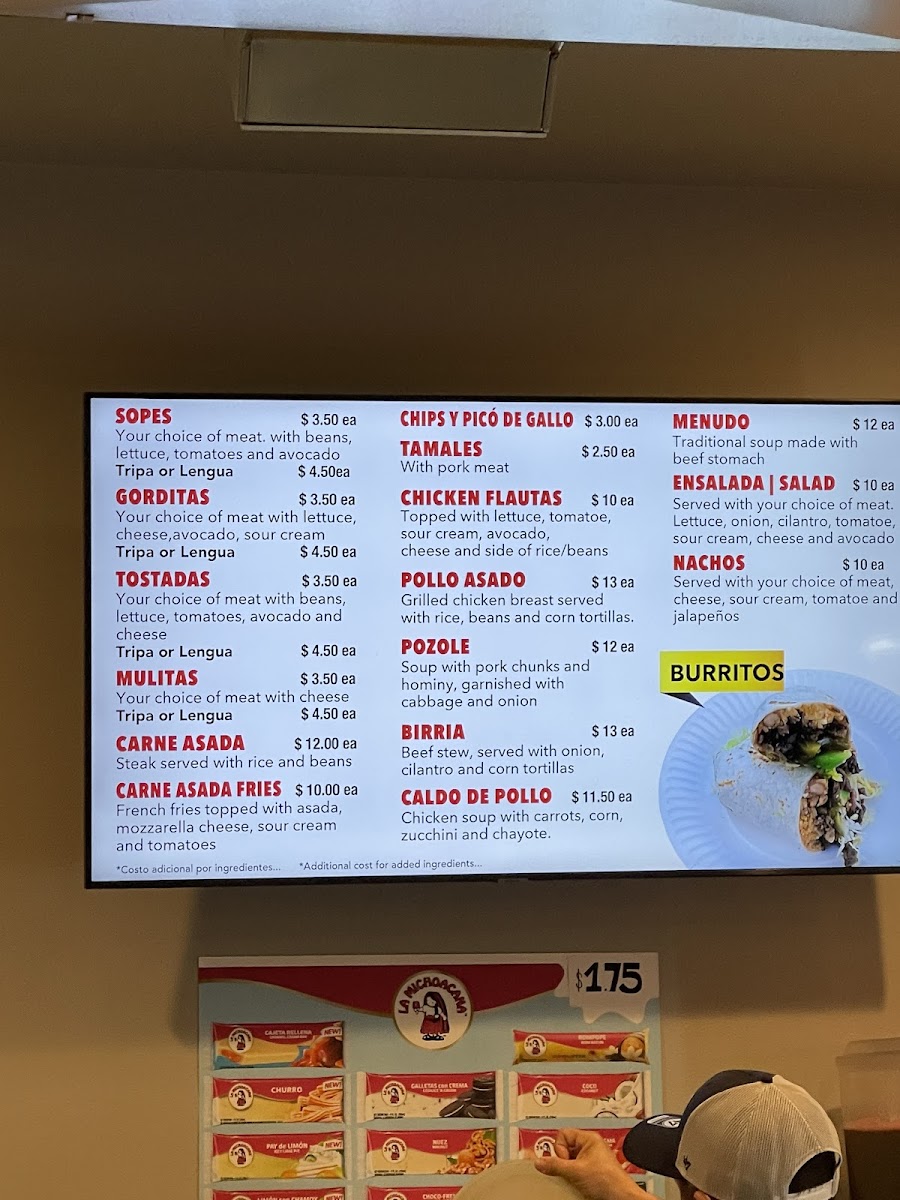 SOPES $ 3.50 ea
Your choice of meat. with beans,
lettuce, tomatoes and avocado
Tripa or Lengua $ 4.50ea
GORDITAS $ 3.50 ea
Your choice of meat with lettuce,
cheese,avocado, sour cream
Tripa or Lengua $ 4.50 ea
TOSTADAS $ 3.50 ea
Your choice of meat with beans,
lettuce, tomatoes, avocado and
cheese
Tripa or Lengua $ 4.50 ea
MULITAS $ 3.50 ea
Your choice of meat with cheese
Tripa or Lengua $ 4.50 ea
CARNE ASADA $ 12.00 ea
Steak served with rice and beans
CARNE ASADA FRIES $ 10.00 ea
French fries topped with asada,
mozzarella cheese, sour cream
and tomatoes
*Costo adicional por ingredientes... *Additional cost for added ingredients...
CHIPS Y PICÓ DE GALLO $ 3.00 ea
TAMALES $ 2.50 ea
With pork meat
CHICKEN FLAUTAS $ 10 ea
Topped with lettuce, tomatoe,
sour cream, avocado,
cheese and side of rice/beans
POLLO ASADO $ 13 ea
Grilled chicken breast served
with rice, beans and corn tortillas.
POZOLE $ 12 ea
Soup with pork chunks and
hominy, garnished with
cabbage and onion
BIRRIA $ 13 ea
Beef stew, served with onion,
cilantro and corn tortillas
CALDO DE POLLO $ 11.50 ea
Chicken soup with carrots, corn,
zucchini and chayote.
MENUDO $ 12 ea
Traditional soup made with
beef stomach
ENSALADA | SALAD $ 10 ea
Served with your choice of meat.
Lettuce, onion, cilantro, tomatoe,
sour cream, cheese and avocado
NACHOS $ 10 ea
Served with your choice of meat,
cheese, sour cream, tomatoe and
jalapeños
BURRITOS
LA MICHOACANA
$1.75
CAJETA RELLENA NEW!
CHURRO NEW!
GALLETAS con CREMA
COCO
PAY de LIMÓN NEW!
NUEZ
LIMÓN con CHAMOY